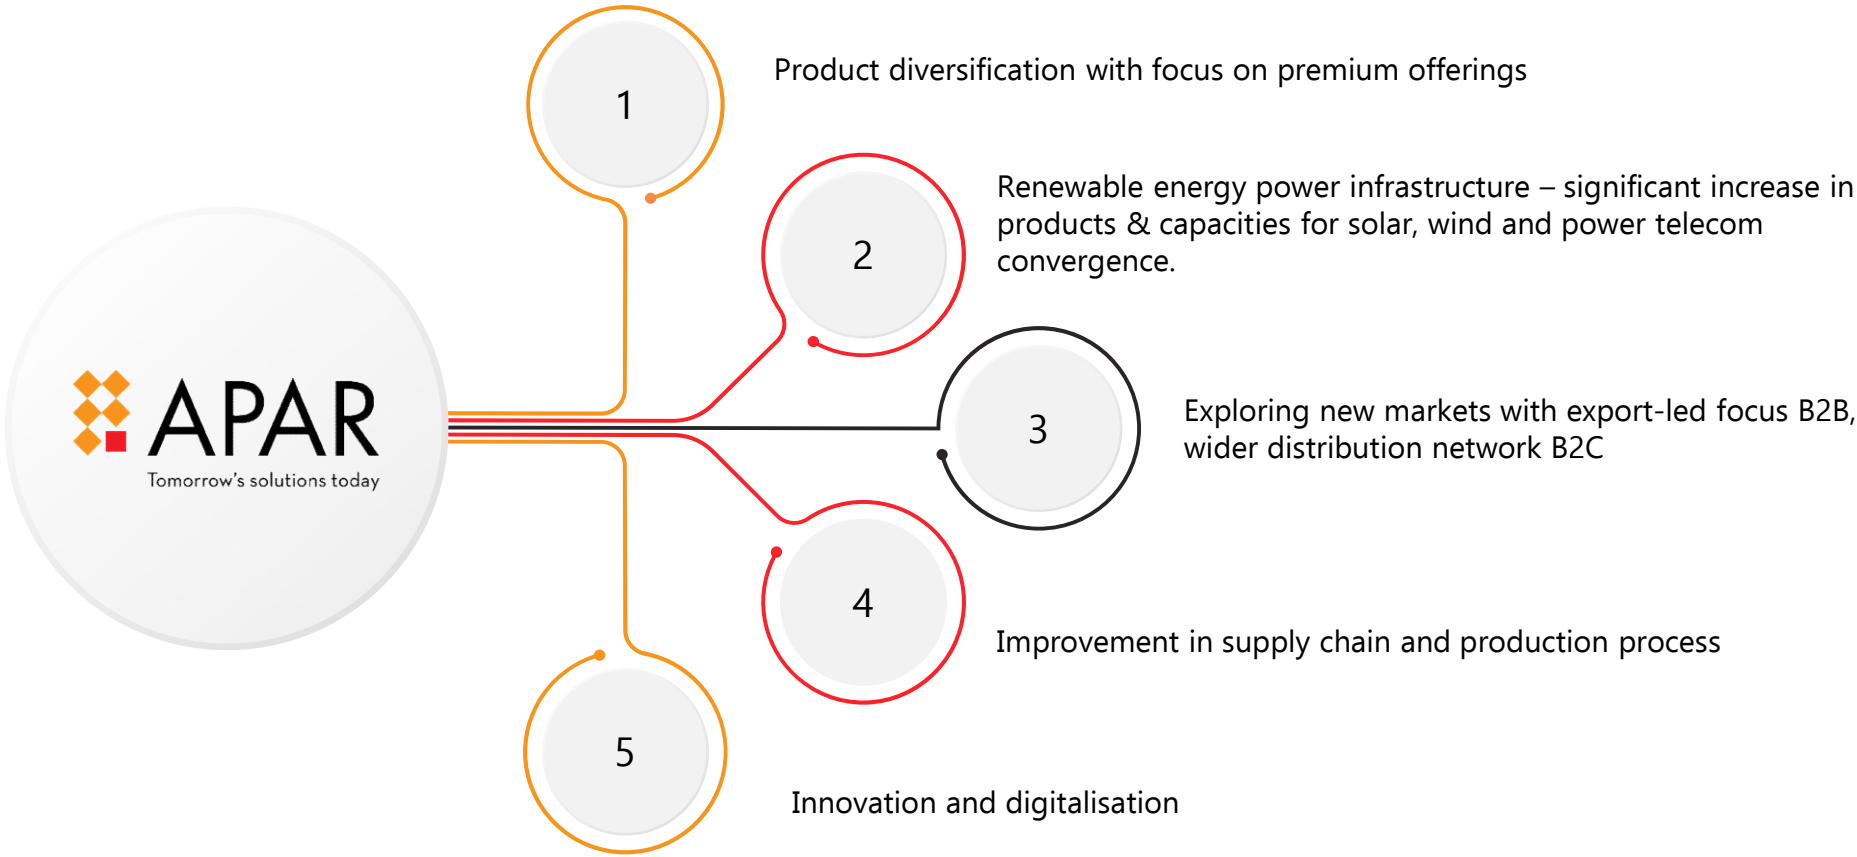 APAR
Tomorrow's solutions today
1
Product diversification with focus on premium offerings
2
Renewable energy power infrastructure – significant increase in
products & capacities for solar, wind and power telecom
convergence.
3
Exploring new markets with export-led focus B2B,
wider distribution network B2C
4
Improvement in supply chain and production process
5
Innovation and digitalisation